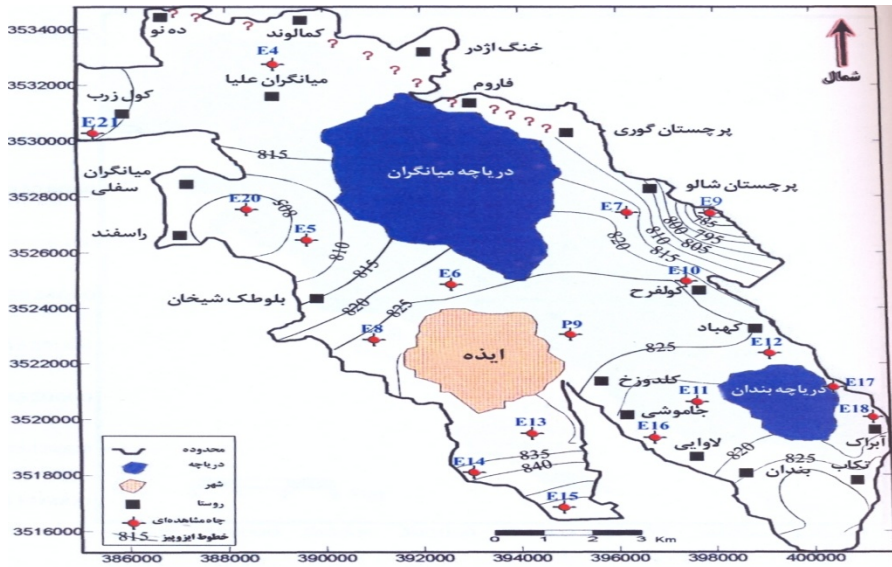 3534000
3532000
3530000
3528000
3526000
3524000
3522000
3520000
3518000
3516000
ده نو
کمالوند
خنگ اژدر
شمال
E4
میانگران علیا
فاروم
کول زرب
E21
پرچستان گوری
815
میانگران
سفلی
دریاچه میانگران
پرچستان شالو
E20
805
E7
E9
785
راسفند
E5
810
800
795
810
805
820
815
815
E6
E10
بلوطک شیخان
820
825
کولفرح
E8
P9
کهباد
ایذه
825
E12
کلدوزخ
E11
دریاچه بندان
E17
جاموشی
E18
E13
E16
آبراک
835
لاوایی
820
825
E14
840
بندان
تکاب
E15
محدوده
دریاچه
شهر
روستا
چاه مشاهده‌ای
815
خطوط ایزوپیز
0 1 2 3 Km
386000
388000
390000
392000
394000
396000
398000
400000